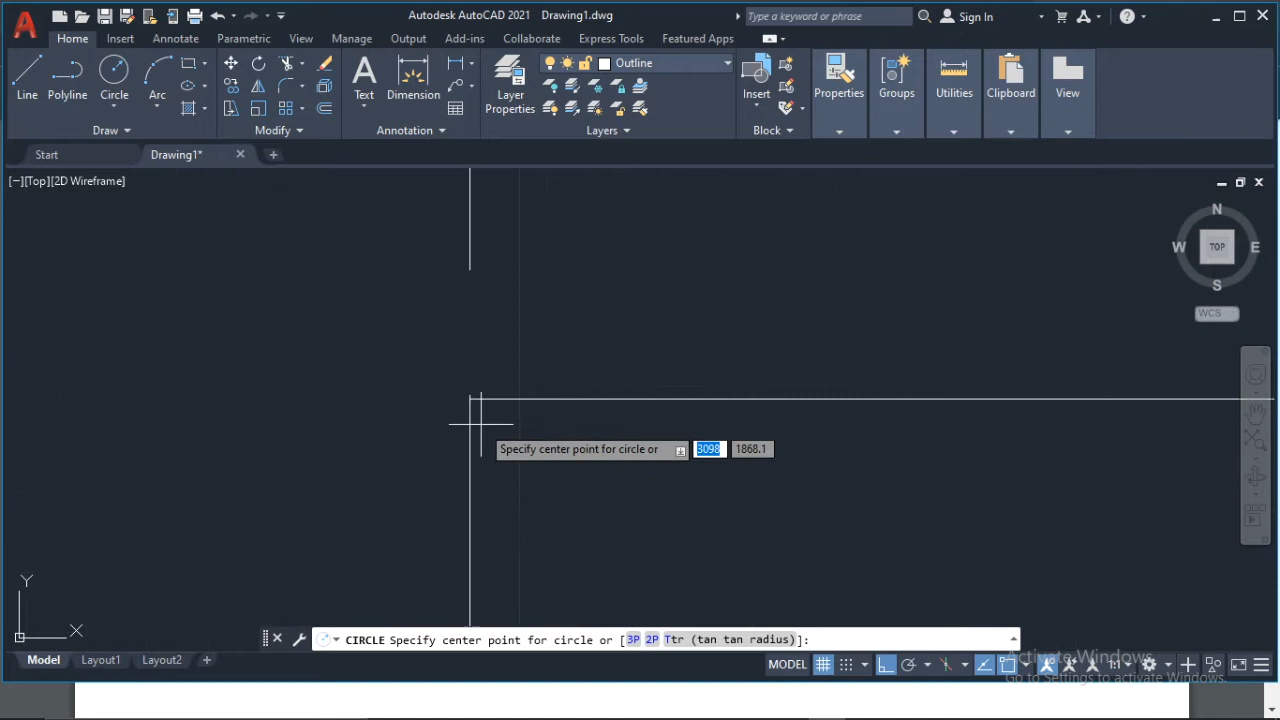 Autodesk AutoCAD 2021 Drawing1.dwg
Type a keyword or phrase
Sign In
Home Insert Annotate Parametric View Manage Output Add-ins Collaborate Express Tools Featured Apps
Line Polyline Circle Arc
Text Dimension
Layer Properties
Outline
Insert
Properties Groups Utilities Clipboard View
Draw Modify Annotation Layers Block
Start Drawing1*
[−][Top][2D Wireframe]
N
W TOP E
S
WCS
Specify center point for circle or 3098 1868.1
Y
X
CIRCLE Specify center point for circle or [3P 2P Ttr (tan tan radius)]:
Model Layout1 Layout2
MODEL 1:1
Activate Windows
Go to Settings to activate Windows.